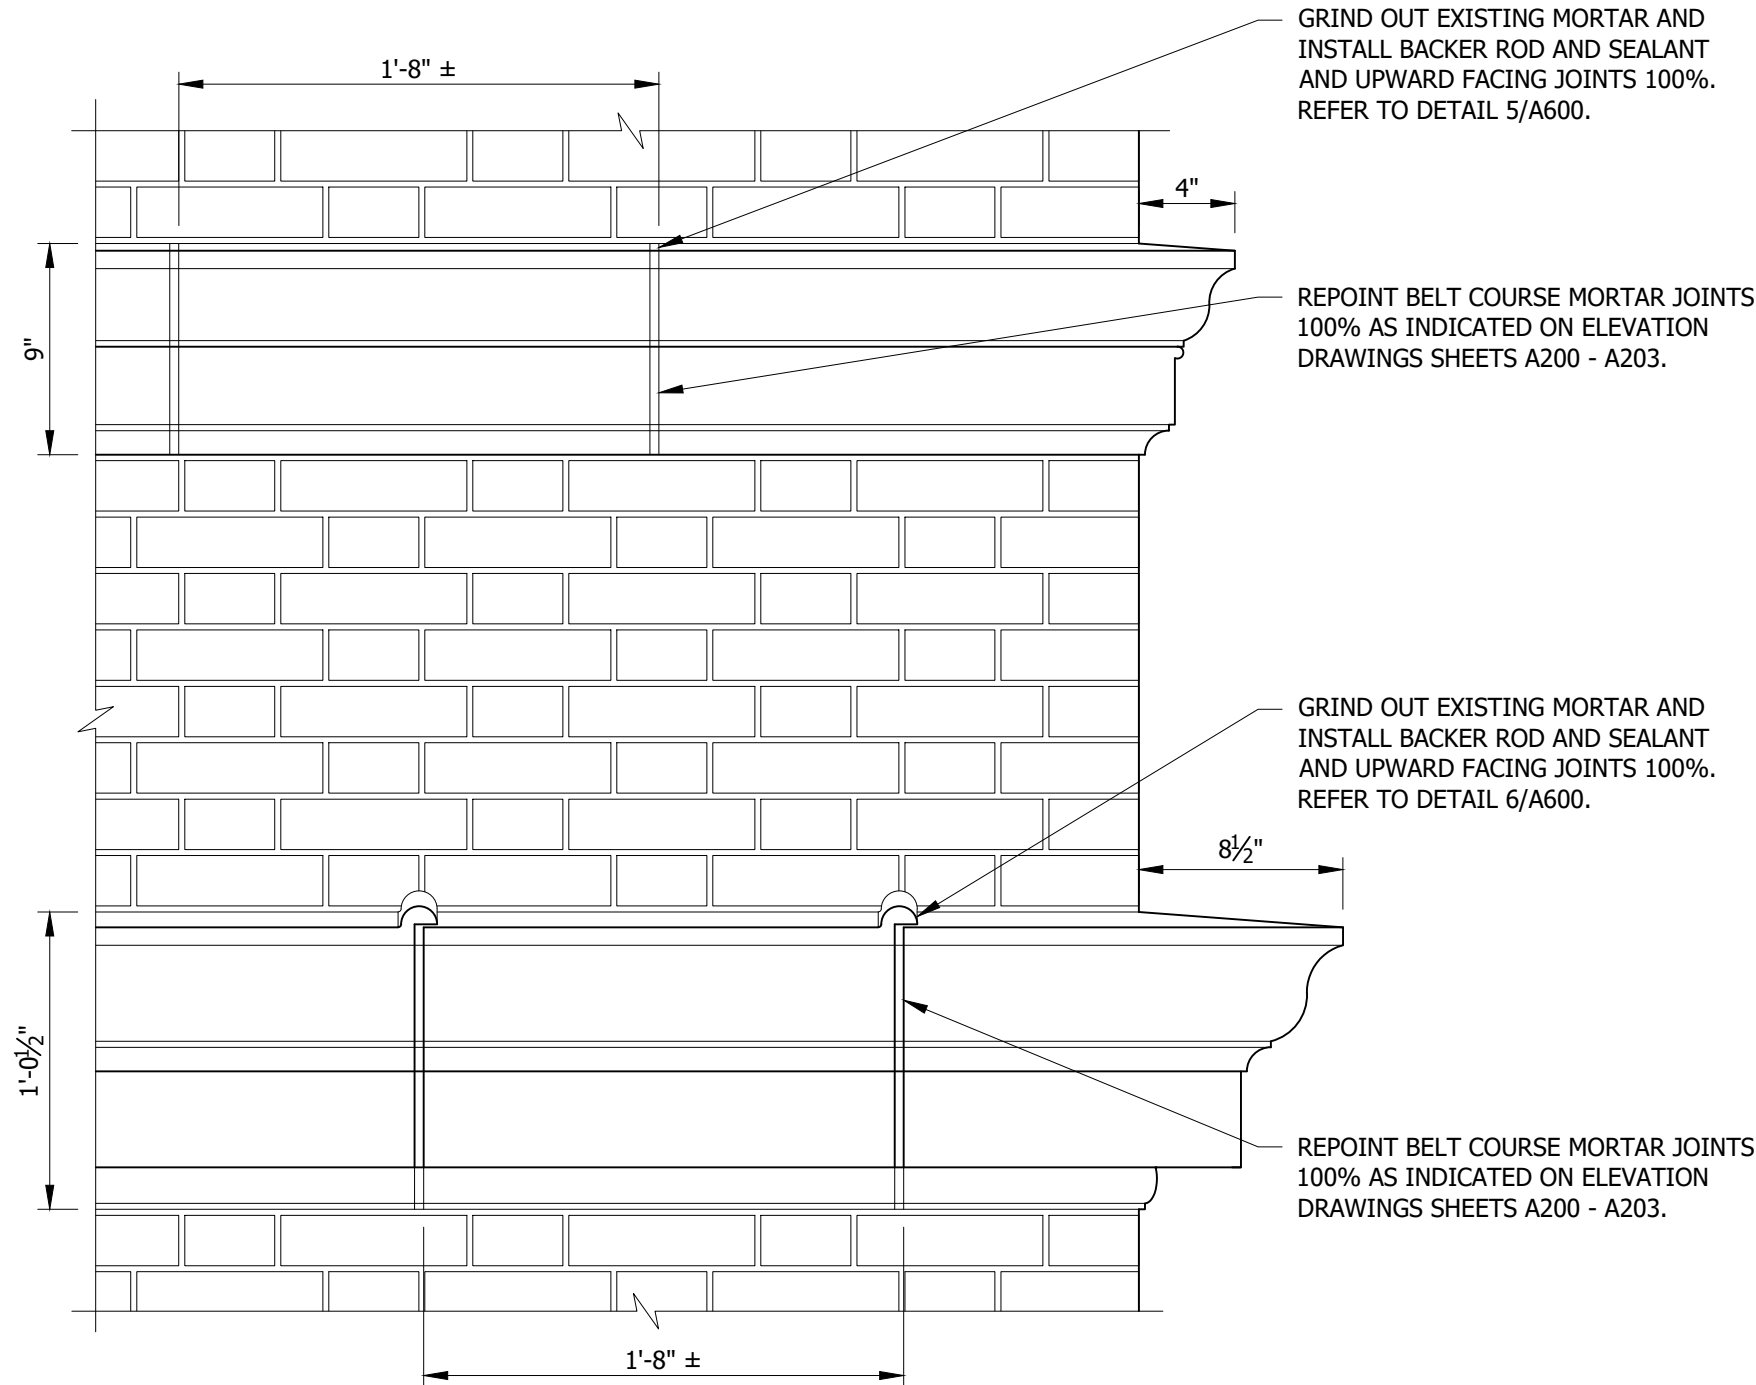 GRIND OUT EXISTING MORTAR AND
INSTALL BACKER ROD AND SEALANT
AND UPWARD FACING JOINTS 100%.
REFER TO DETAIL 5/A600.
1'-8" ±
4"
9"
REPOINT BELT COURSE MORTAR JOINTS
100% AS INDICATED ON ELEVATION
DRAWINGS SHEETS A200 - A203.
GRIND OUT EXISTING MORTAR AND
INSTALL BACKER ROD AND SEALANT
AND UPWARD FACING JOINTS 100%.
REFER TO DETAIL 6/A600.
8½"
1'-0½"
REPOINT BELT COURSE MORTAR JOINTS
100% AS INDICATED ON ELEVATION
DRAWINGS SHEETS A200 - A203.
1'-8" ±